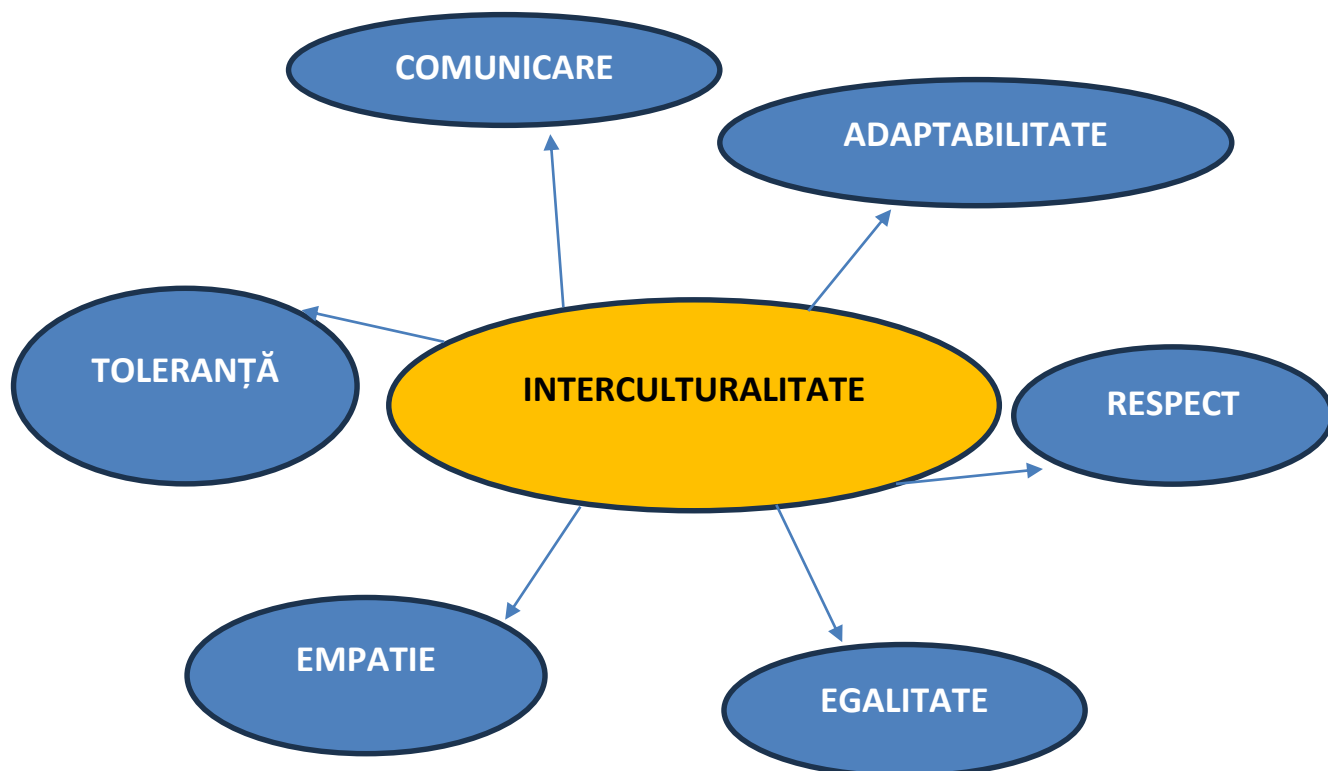 COMUNICARE
ADAPTABILITATE
TOLERANȚĂ
INTERCULTURALITATE
RESPECT
EMPATIE
EGALITATE